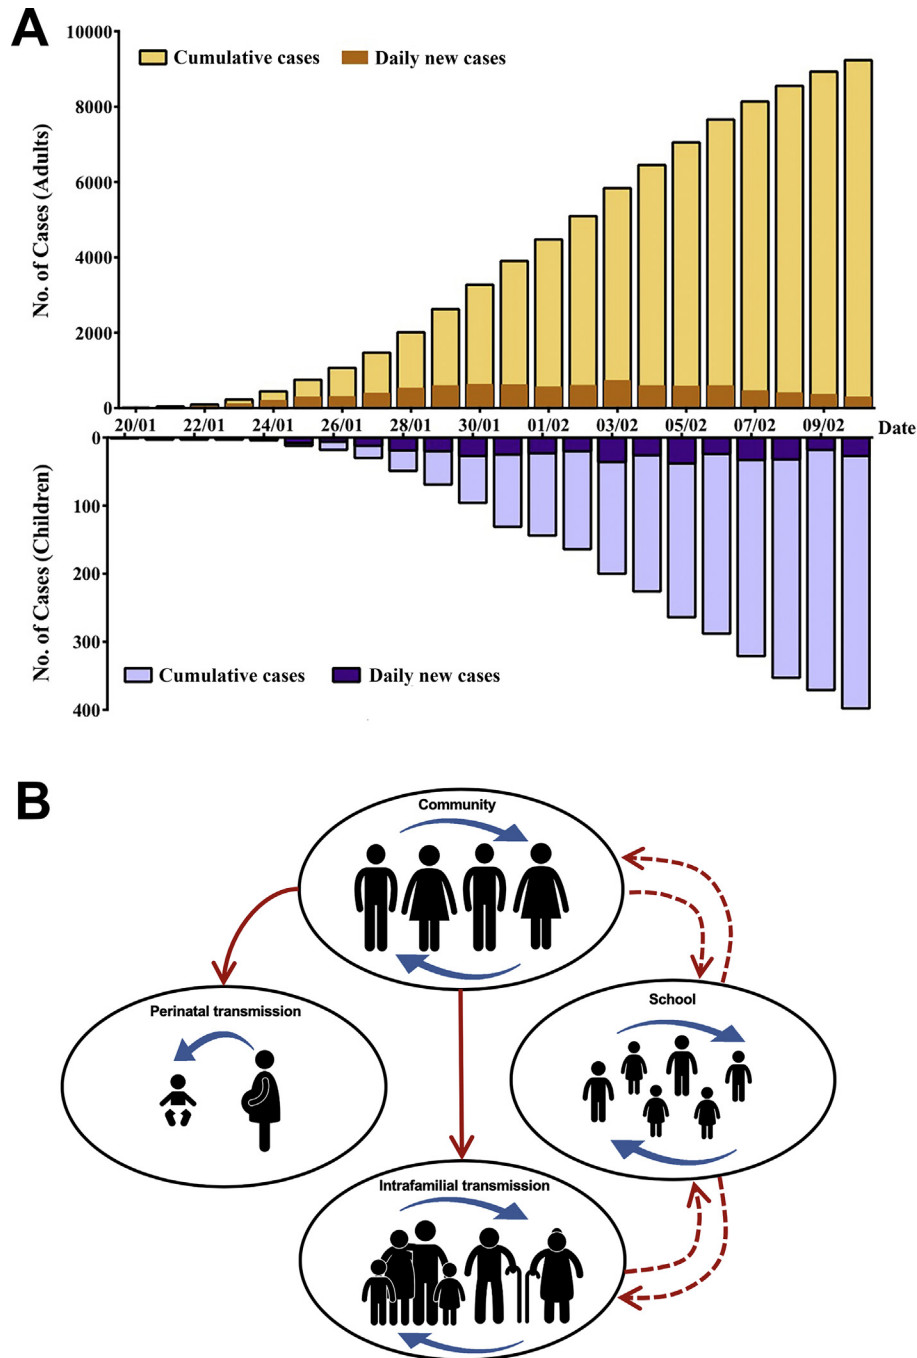 A
10000
Cumulative cases Daily new cases
8000
No. of Cases (Adults)
6000
4000
2000
0
20/01 22/01 24/01 26/01 28/01 30/01 01/02 03/02 05/02 07/02 09/02 Date
0
100
No. of Cases (Children)
200
300
Cumulative cases Daily new cases
400
B
Community
Perinatal transmission
School
Intrafamilial transmission